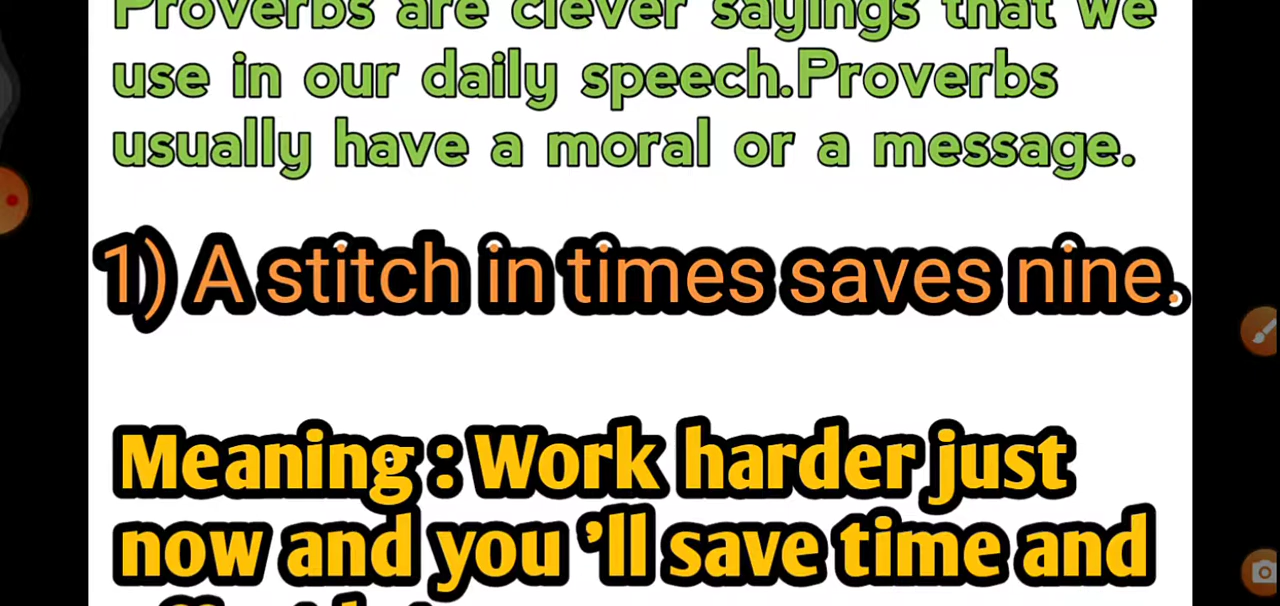 Proverbs are clever sayings that we
use in our daily speech.Proverbs
usually have a moral or a message.
1) A stitch in times saves nine.
Meaning : Work harder just
now and you 'll save time and